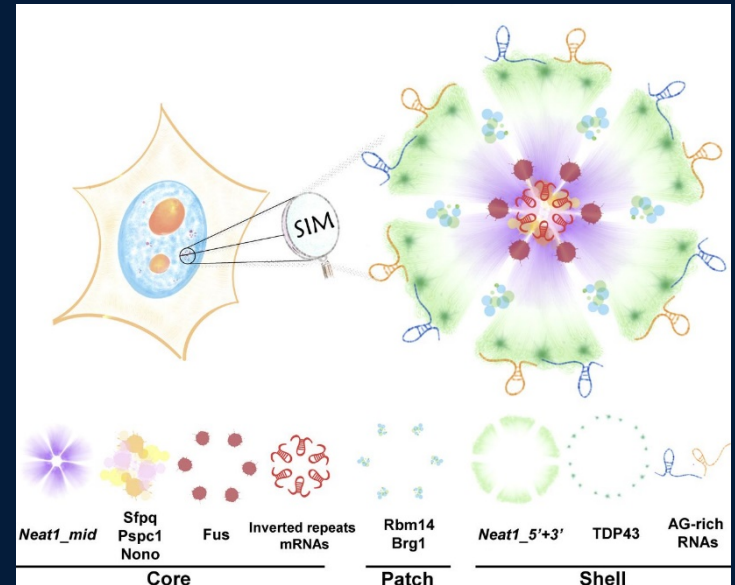 SIM
Neat1_mid
Sfpq
Pspc1
Nono
Fus
Inverted repeats
mRNAs
Rbm14
Brg1
Neat1_5'+3'
TDP43
AG-rich
RNAs
Core
Patch
Shell